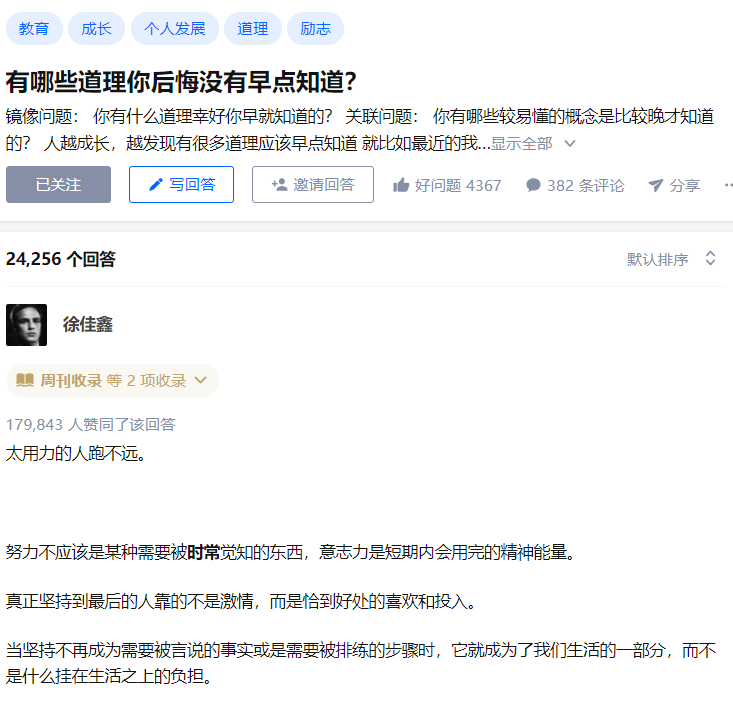 教育 成长 个人发展 道理 励志
有哪些道理你后悔没有早点知道？
镜像问题： 你有什么道理幸好你早就知道的？ 关联问题： 你有哪些较易懂的概念是比较晚才知道
的？ 人越成长，越发现有很多道理应该早点知道 就比如最近的我...显示全部
已关注 写回答 邀请回答 好问题 4367 382 条评论 分享
24,256 个回答 默认排序
徐佳鑫
周刊收录 等 2 项收录
179,843 人赞同了该回答
太用力的人跑不远。
努力不应该是某种需要被时常觉知的东西，意志力是短期内会用完的精神能量。
真正坚持到最后的人靠的不是激情，而是恰到好处的喜欢和投入。
当坚持不再成为需要被言说的事实或是需要被排练的步骤时，它就成为了我们生活的一部分，而不
是什么挂在生活之上的负担。